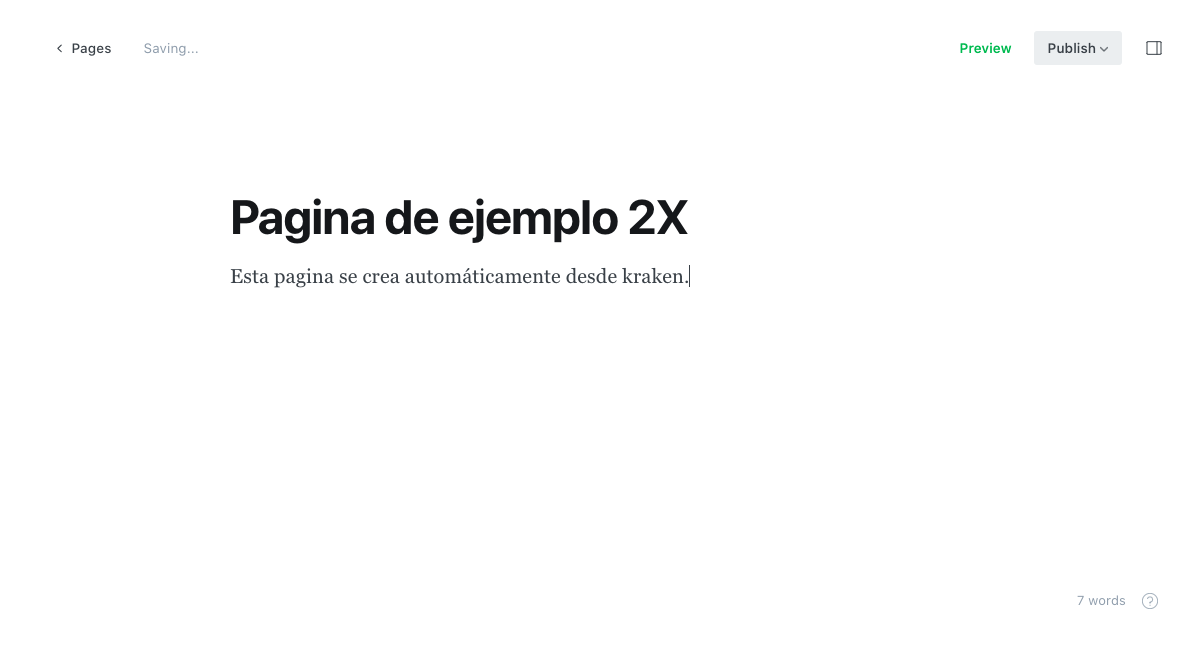 Pages
Saving...
Preview
Publish
Pagina de ejemplo 2X
Esta pagina se crea automáticamente desde kraken.
7 words
?